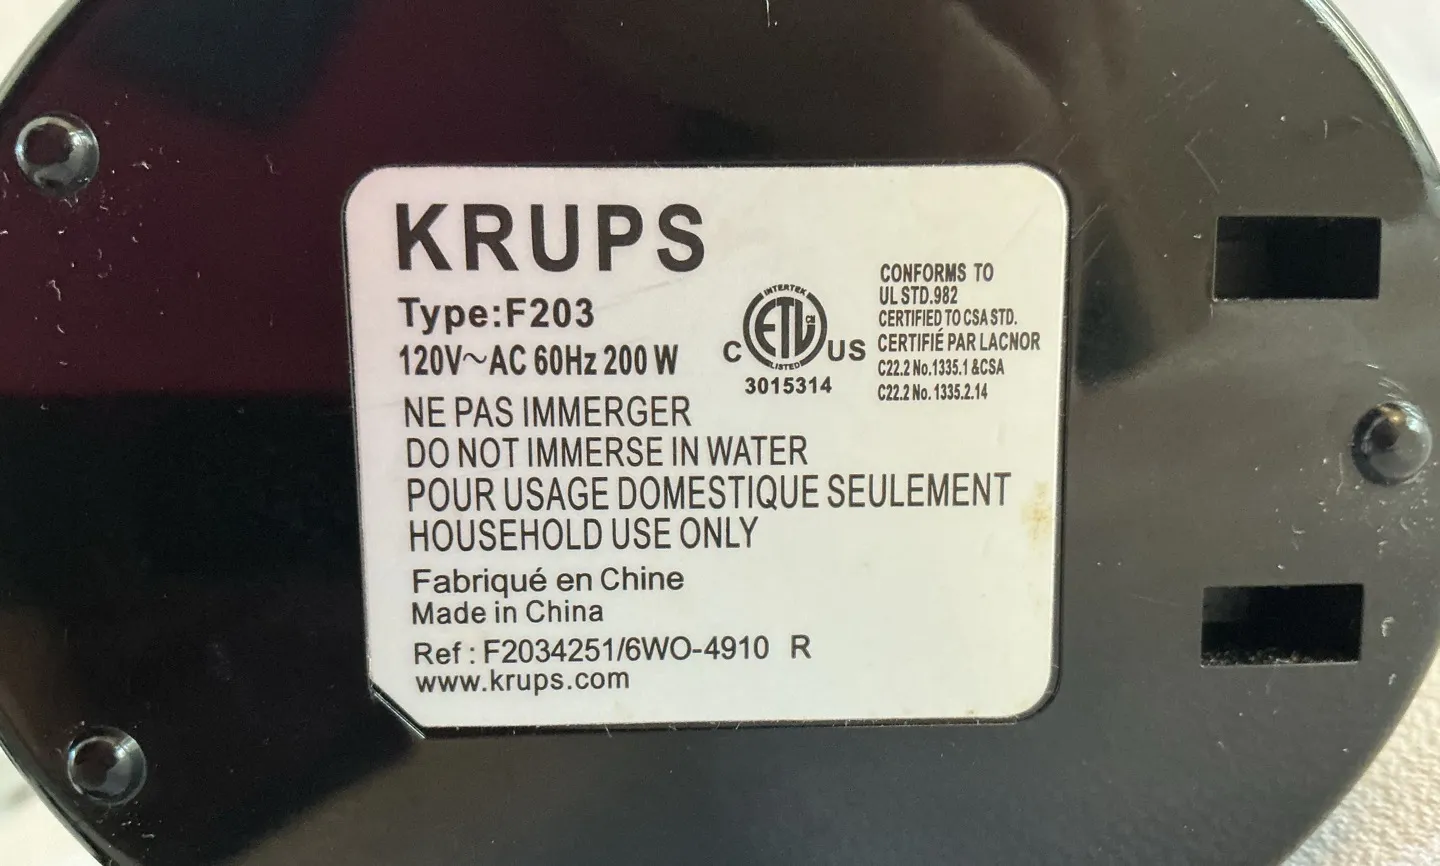 KRUPS
Type:F203
120V~AC 60Hz 200 W
INTERTEK
ETL CM
LISTED
C US
3015314
CONFORMS TO
UL STD.982
CERTIFIED TO CSA STD.
CERTIFIÉ PAR LACNOR
C22.2 No.1335.1 &CSA
C22.2 No. 1335.2.14
NE PAS IMMERGER
DO NOT IMMERSE IN WATER
POUR USAGE DOMESTIQUE SEULEMENT
HOUSEHOLD USE ONLY
Fabriqué en Chine
Made in China
Ref : F2034251/6WO-4910 R
www.krups.com